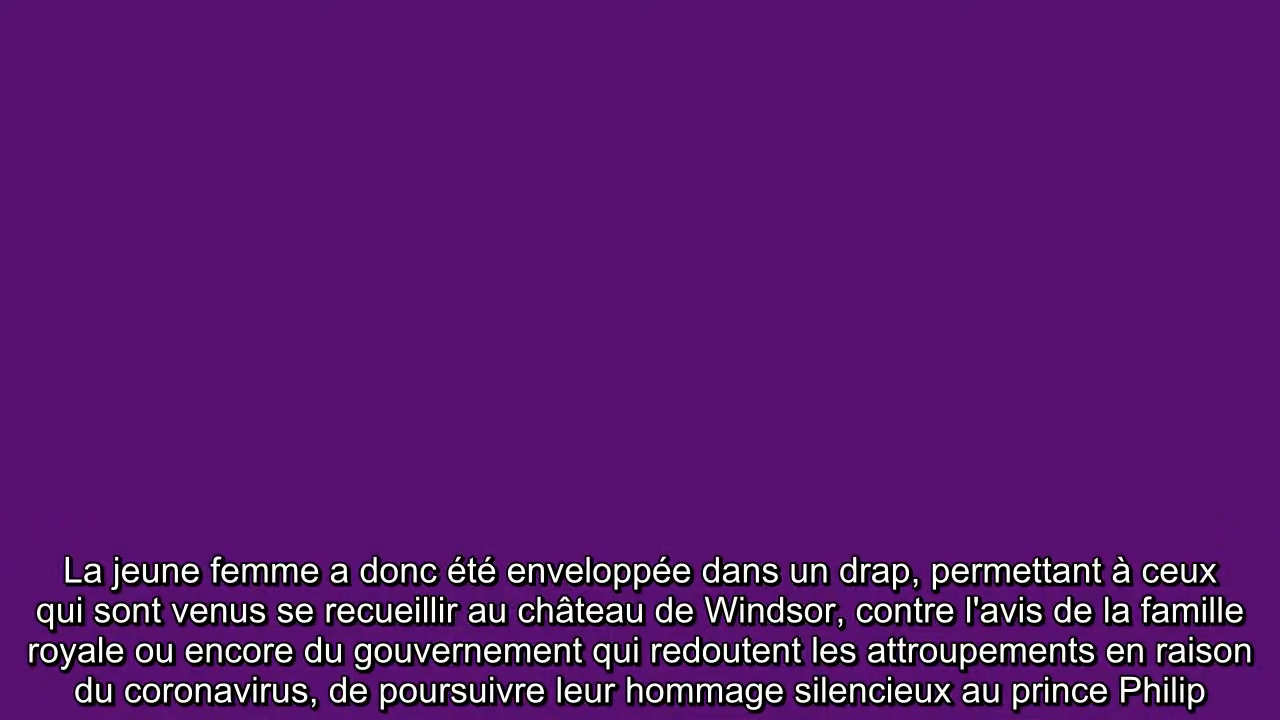 La jeune femme a donc été enveloppée dans un drap, permettant à ceux
qui sont venus se recueillir au château de Windsor, contre l'avis de la famille
royale ou encore du gouvernement qui redoutent les attroupements en raison
du coronavirus, de poursuivre leur hommage silencieux au prince Philip